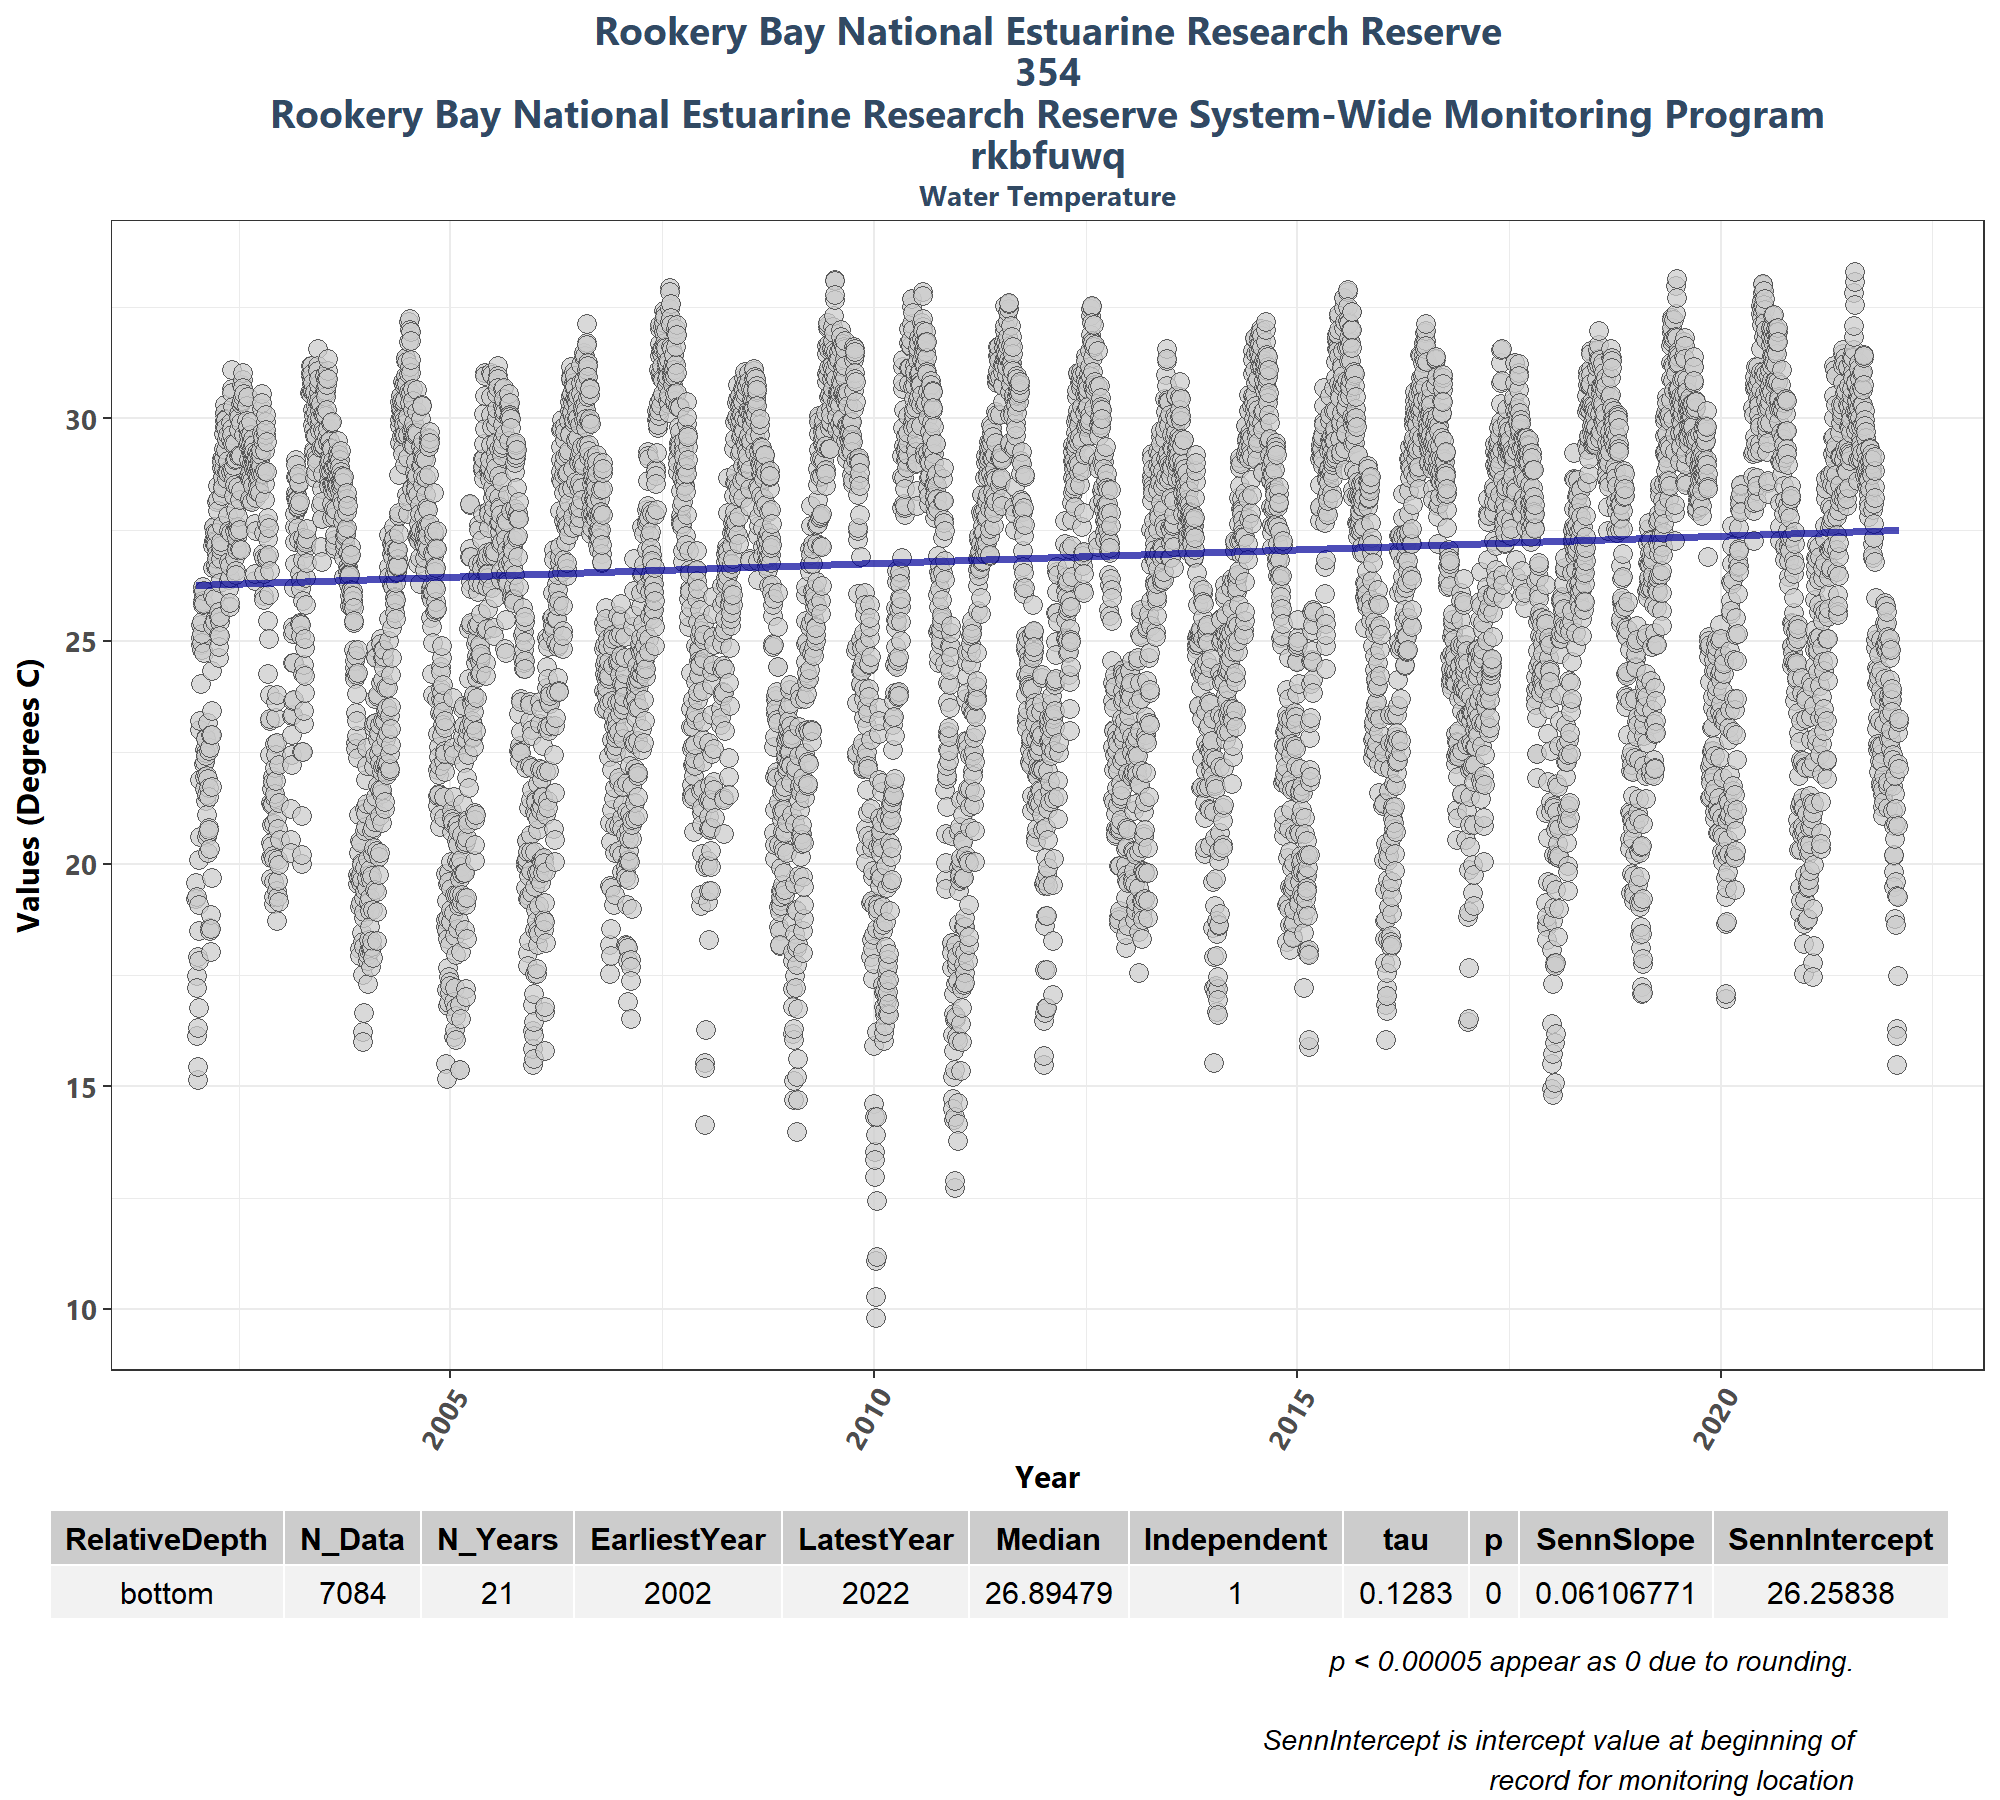 Rookery Bay National Estuarine Research Reserve
354
Rookery Bay National Estuarine Research Reserve System-Wide Monitoring Program
rkbfuwq
Water Temperature
Values (Degrees C)
30
25
20
15
10
2005 2010 2015 2020
Year
RelativeDepth N_Data N_Years EarliestYear LatestYear Median Independent tau p SennSlope SennIntercept
bottom 7084 21 2002 2022 26.89479 1 0.1283 0 0.06106771 26.25838
p < 0.00005 appear as 0 due to rounding.
SennIntercept is intercept value at beginning of
record for monitoring location